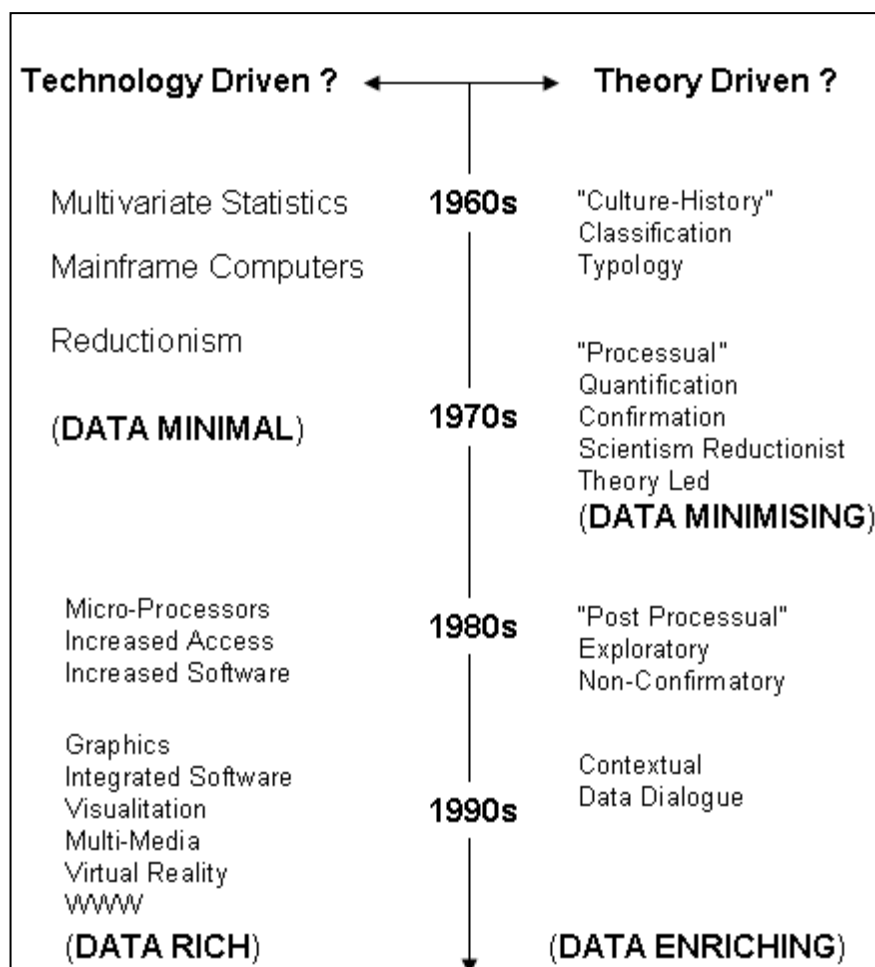 Technology Driven ?
Theory Driven ?
Multivariate Statistics
Mainframe Computers
Reductionism
(DATA MINIMAL)
1960s
"Culture-History"
Classification
Typology
1970s
"Processual"
Quantification
Confirmation
Scientism Reductionist
Theory Led
(DATA MINIMISING)
Micro-Processors
Increased Access
Increased Software
1980s
"Post Processual"
Exploratory
Non-Confirmatory
Graphics
Integrated Software
Visualitation
Multi-Media
Virtual Reality
WWW
(DATA RICH)
1990s
Contextual
Data Dialogue
(DATA ENRICHING)